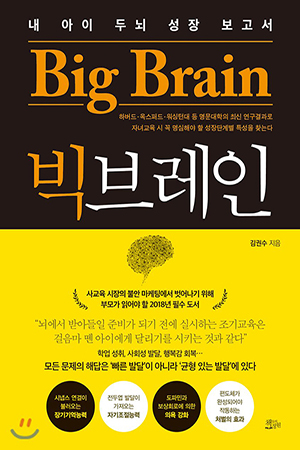 내 아이 두뇌 성장 보고서
Big Brain
하버드·옥스퍼드·워싱턴대 등 명문대학의 최신 연구결과로
자녀교육 시 꼭 명심해야 할 성장단계별 특성을 찾는다
빅브레인
김권수 지음
사교육 시장의 불안 마케팅에서 벗어나기 위해
부모가 읽어야 할 2018년 필수 도서
“뇌에서 받아들일 준비가 되기 전에 실시하는 조기교육은
걸음마 뗀 아이에게 달리기를 시키는 것과 같다”
학업 성취, 사회성 발달, 행복감 회복…
모든 문제의 해답은 ‘빠른 발달’이 아니라 ‘균형 있는 발달’에 있다
시냅스 연결이
불러오는
장기기억능력
전두엽 발달이
가져오는
자기조절능력
도파민과
보상회로에 의한
의욕 강화
편도체가
완성되어야
작동하는
처벌의 효과
yes24